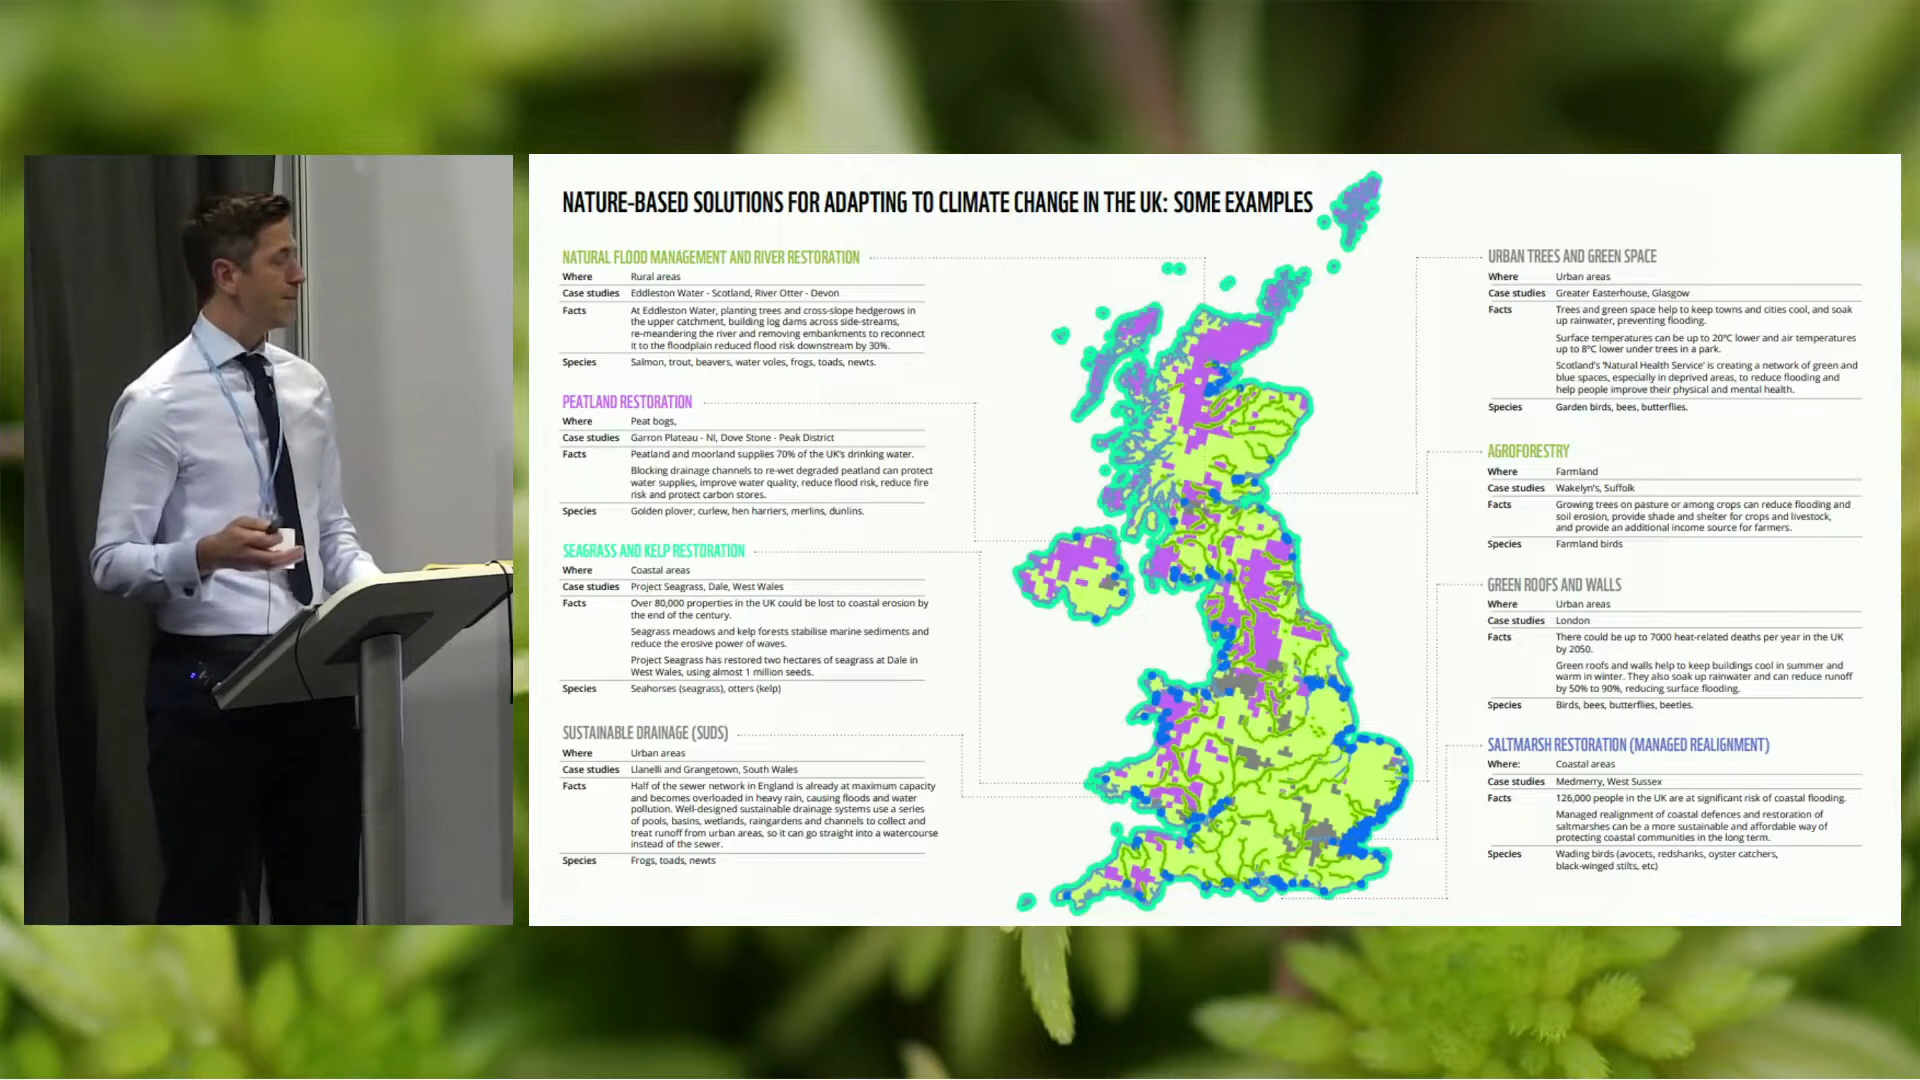 NATURE-BASED SOLUTIONS FOR ADAPTING TO CLIMATE CHANGE IN THE UK: SOME EXAMPLES
NATURAL FLOOD MANAGEMENT AND RIVER RESTORATION
Where Rural areas
Case studies Eddleston Water - Scotland, River Otter - Devon
Facts At Eddleston Water, planting trees and cross-slope hedgerows in
the upper catchment, building log dams across side-streams,
re-meandering the river and removing embankments to reconnect
it to the floodplain reduced flood risk downstream by 30%.
Species Salmon, trout, beavers, water voles, frogs, toads, newts.
PEATLAND RESTORATION
Where Peat bogs,
Case studies Garron Plateau - NI, Dove Stone - Peak District
Facts Peatland and moorland supplies 70% of the UK's drinking water.
Blocking drainage channels to re-wet degraded peatland can protect
water supplies, improve water quality, reduce flood risk, reduce fire
risk and protect carbon stores.
Species Golden plover, curlew, hen harriers, merlins, dunlins.
SEAGRASS AND KELP RESTORATION
Where Coastal areas
Case studies Project Seagrass, Dale, West Wales
Facts Over 80,000 properties in the UK could be lost to coastal erosion by
the end of the century.
Seagrass meadows and kelp forests stabilise marine sediments and
reduce the erosive power of waves.
Project Seagrass has restored two hectares of seagrass at Dale in
West Wales, using almost 1 million seeds.
Species Seahorses (seagrass), otters (kelp)
SUSTAINABLE DRAINAGE (SUDS)
Where Urban areas
Case studies Llanelli and Grangetown, South Wales
Facts Half of the sewer network in England is already at maximum capacity
and becomes overloaded in heavy rain, causing floods and water
pollution. Well-designed sustainable drainage systems use a series
of pools, basins, wetlands, raingardens and channels to collect and
treat runoff from urban areas, so it can go straight into a watercourse
instead of the sewer.
Species Frogs, toads, newts
URBAN TREES AND GREEN SPACE
Where Urban areas
Case studies Greater Easterhouse, Glasgow
Facts Trees and green space help to keep towns and cities cool, and soak
up rainwater, preventing flooding.
Surface temperatures can be up to 20ºC lower and air temperatures
up to 8ºC lower under trees in a park.
Scotland's 'Natural Health Service' is creating a network of green and
blue spaces, especially in deprived areas, to reduce flooding and
help people improve their physical and mental health.
Species Garden birds, bees, butterflies.
AGROFORESTRY
Where Farmland
Case studies Wakelyn's, Suffolk
Facts Growing trees on pasture or among crops can reduce flooding and
soil erosion, provide shade and shelter for crops and livestock,
and provide an additional income source for farmers.
Species Farmland birds
GREEN ROOFS AND WALLS
Where Urban areas
Case studies London
Facts There could be up to 7000 heat-related deaths per year in the UK
by 2050.
Green roofs and walls help to keep buildings cool in summer and
warm in winter. They also soak up rainwater and can reduce runoff
by 50% to 90%, reducing surface flooding.
Species Birds, bees, butterflies, beetles.
SALTMARSH RESTORATION (MANAGED REALIGNMENT)
Where: Coastal areas
Case studies Medmerry, West Sussex
Facts 126,000 people in the UK are at significant risk of coastal flooding.
Managed realignment of coastal defences and restoration of
saltmarshes can be a more sustainable and affordable way of
protecting coastal communities in the long term.
Species Wading birds (avocets, redshanks, oyster catchers,
black-winged stilts, etc)